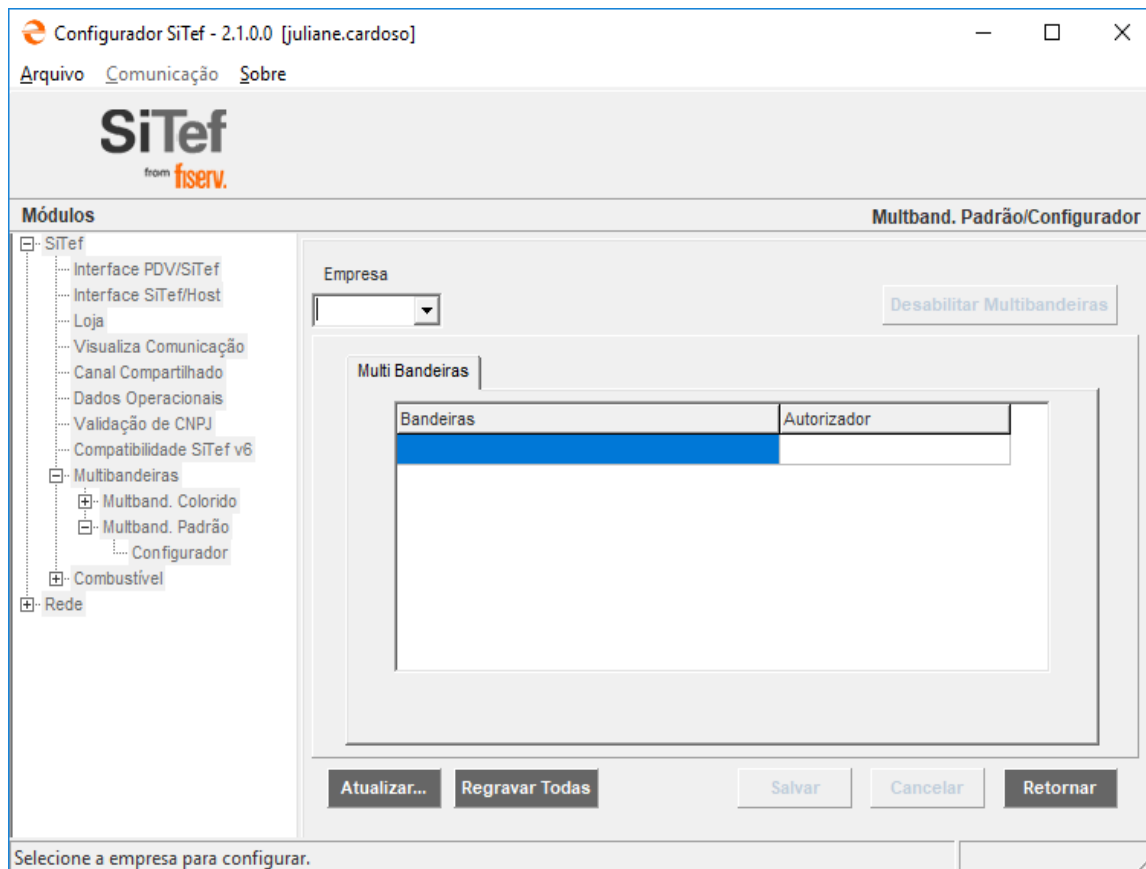 Configurador SiTef - 2.1.0.0 [juliane.cardoso]
Arquivo Comunicação Sobre
SiTef
from fiserv.
Módulos
Multband. Padrão/Configurador
SiTef
Interface PDV/SiTef
Interface SiTef/Host
Loja
Visualiza Comunicação
Canal Compartilhado
Dados Operacionais
Validação de CNPJ
Compatibilidade SiTef v6
Multibandeiras
Multband. Colorido
Multband. Padrão
Configurador
Combustível
Rede
Empresa
Desabilitar Multibandeiras
Multi Bandeiras
Bandeiras Autorizador
Atualizar... Regravar Todas Salvar Cancelar Retornar
Selecione a empresa para configurar.